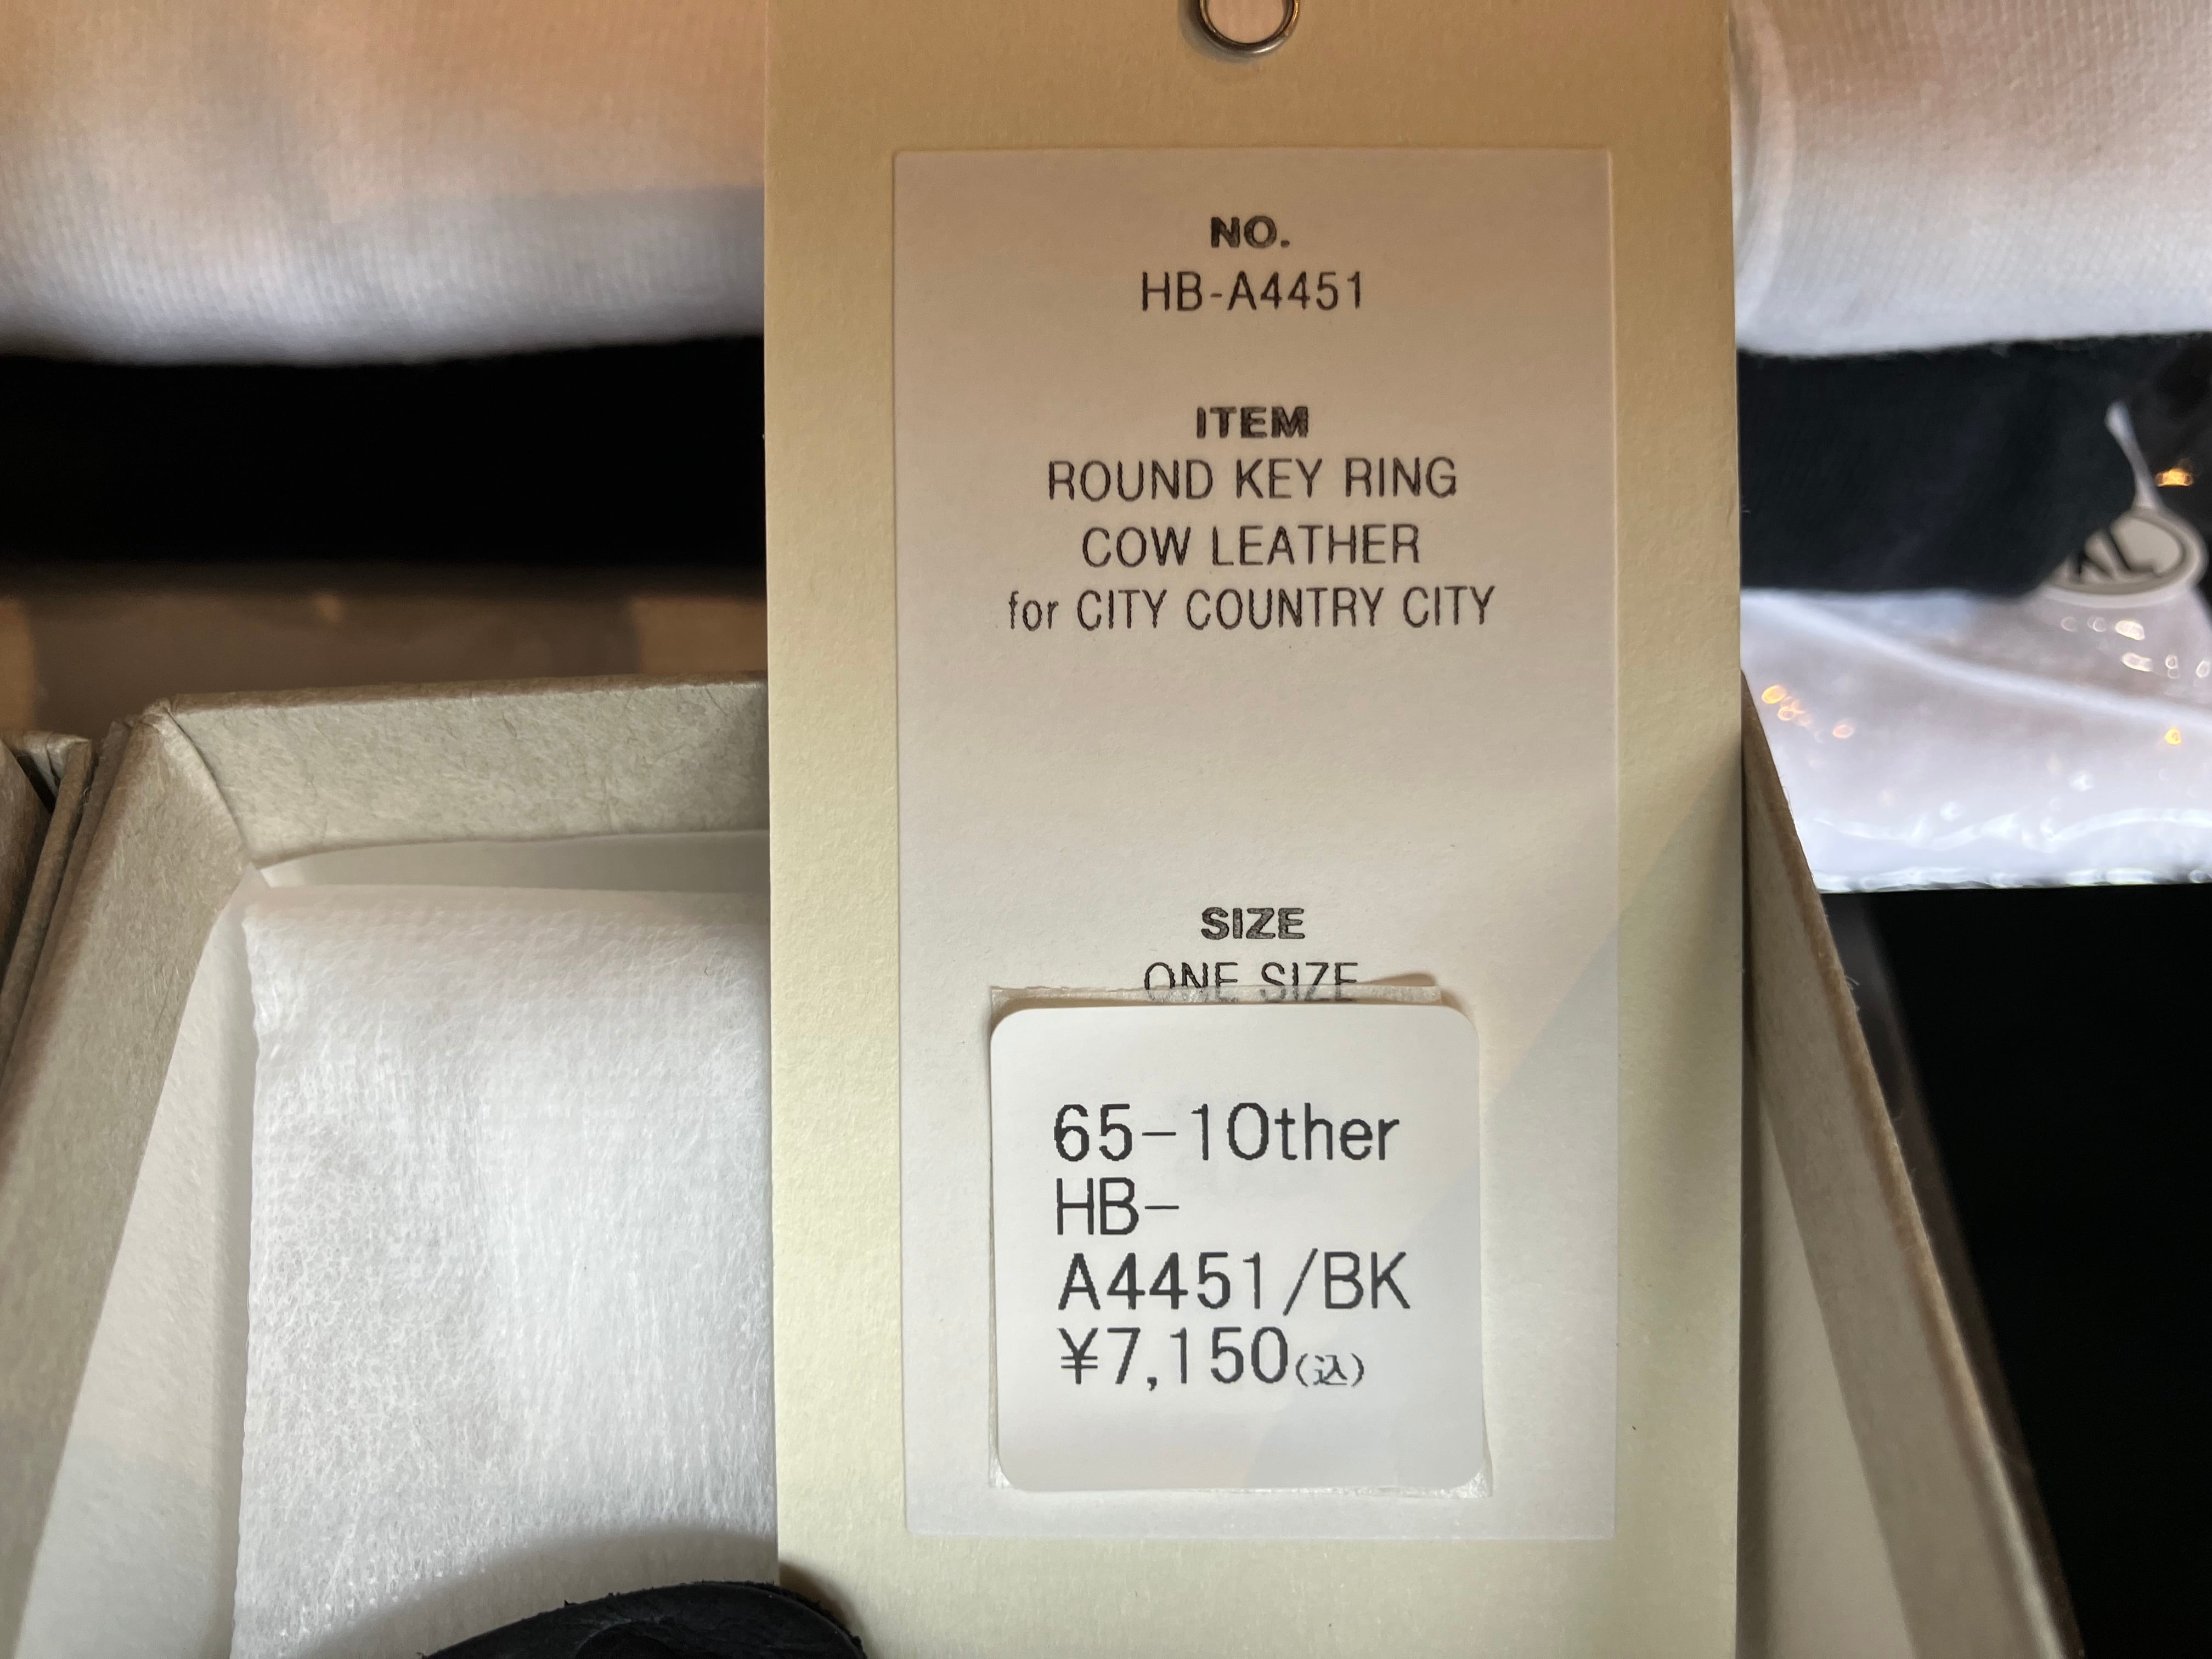 NO.
HB-A4451
ITEM
ROUND KEY RING
COW LEATHER
for CITY COUNTRY CITY
SIZE
ONE SIZE
65-1Other
HB-
A4451/BK
¥7,150(込)